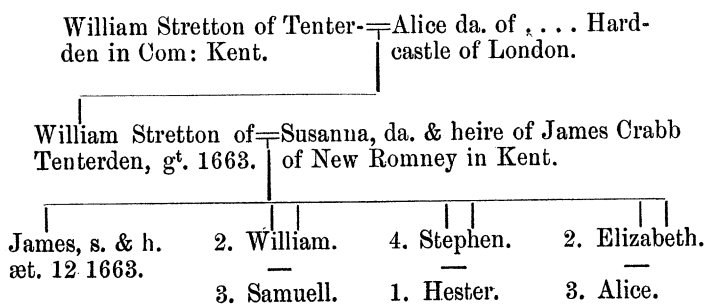 William Stretton of Tenter-
den in Com: Kent.
Alice da. of . . . . Hard-
castle of London.
William Stretton of
Tenterden, gᵗ. 1663.
Susanna, da. & heire of James Crabb
of New Romney in Kent.
James, s. & h.
æt. 12 1663.
2. William.
3. Samuell.
4. Stephen.
1. Hester.
2. Elizabeth.
3. Alice.